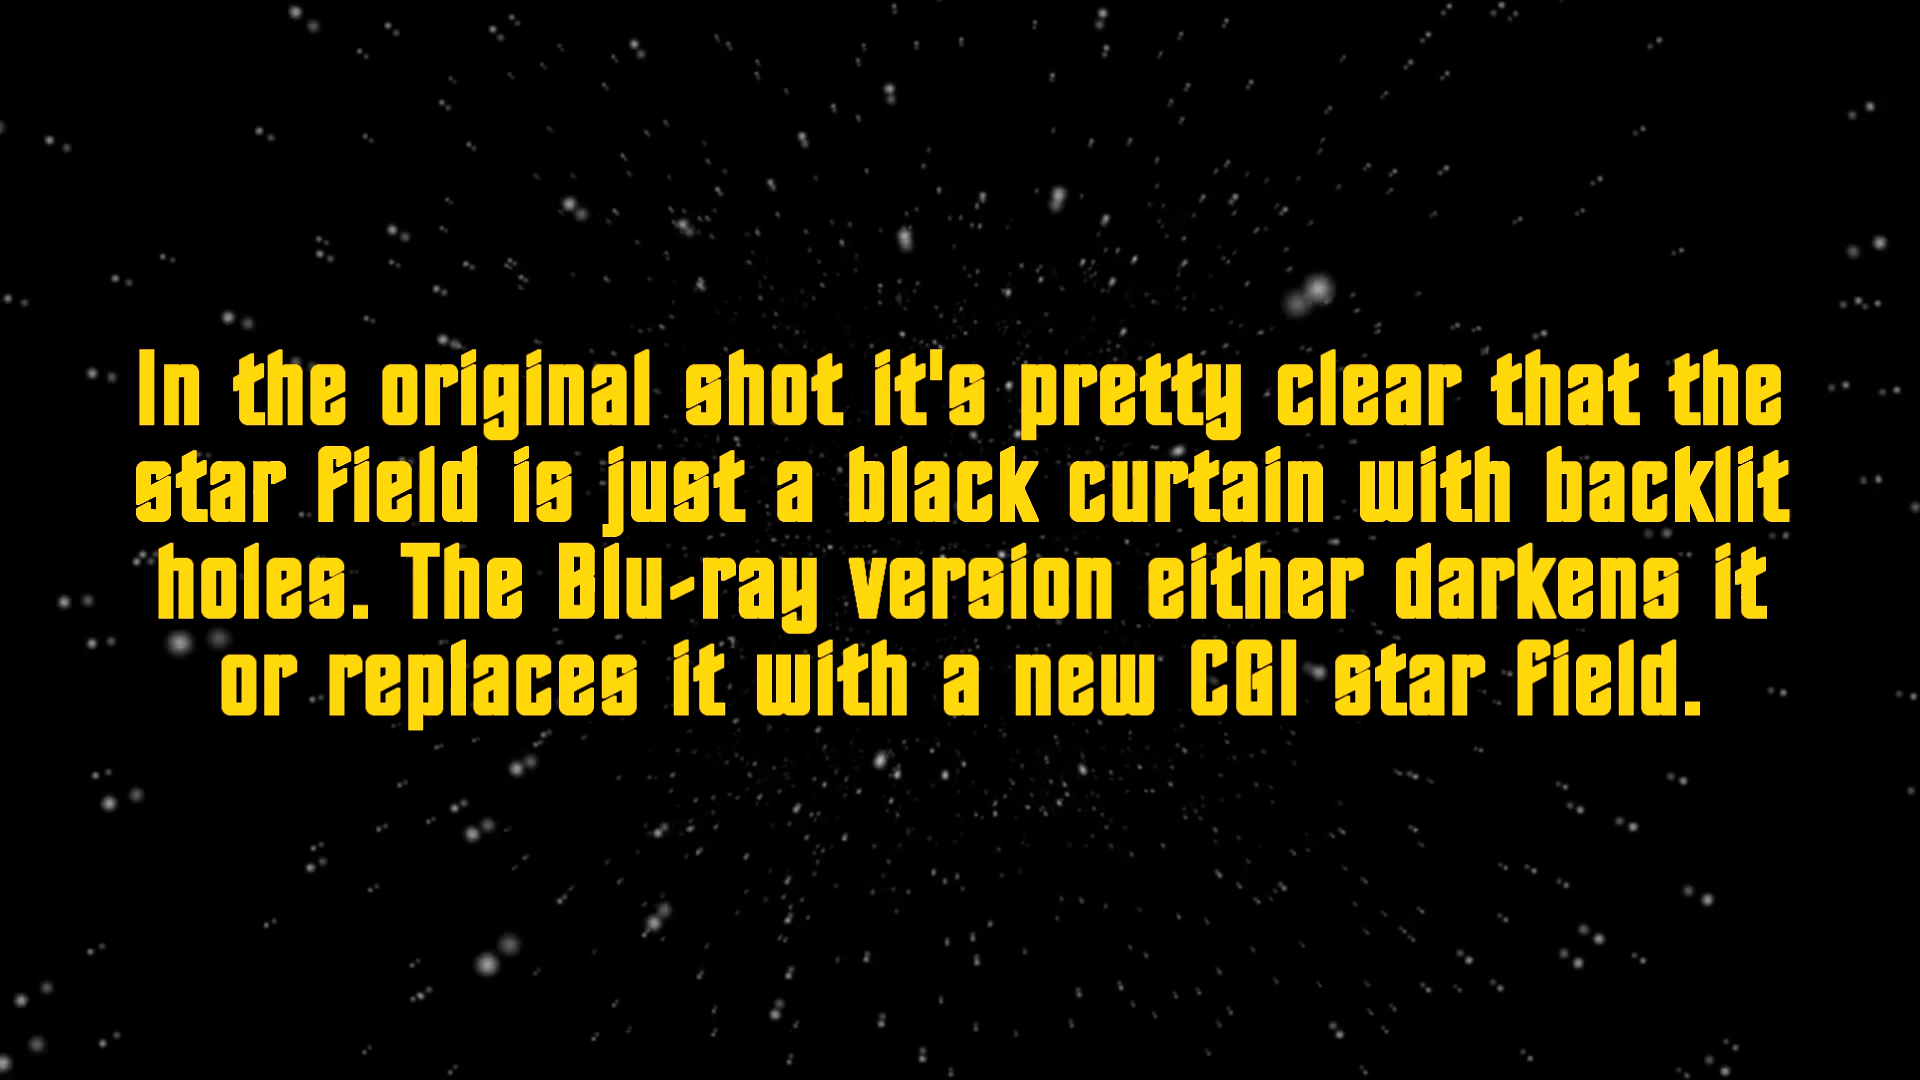 In the original shot it's pretty clear that the
star field is just a black curtain with backlit
holes. The Blu-ray version either darkens it
or replaces it with a new CGI star field.